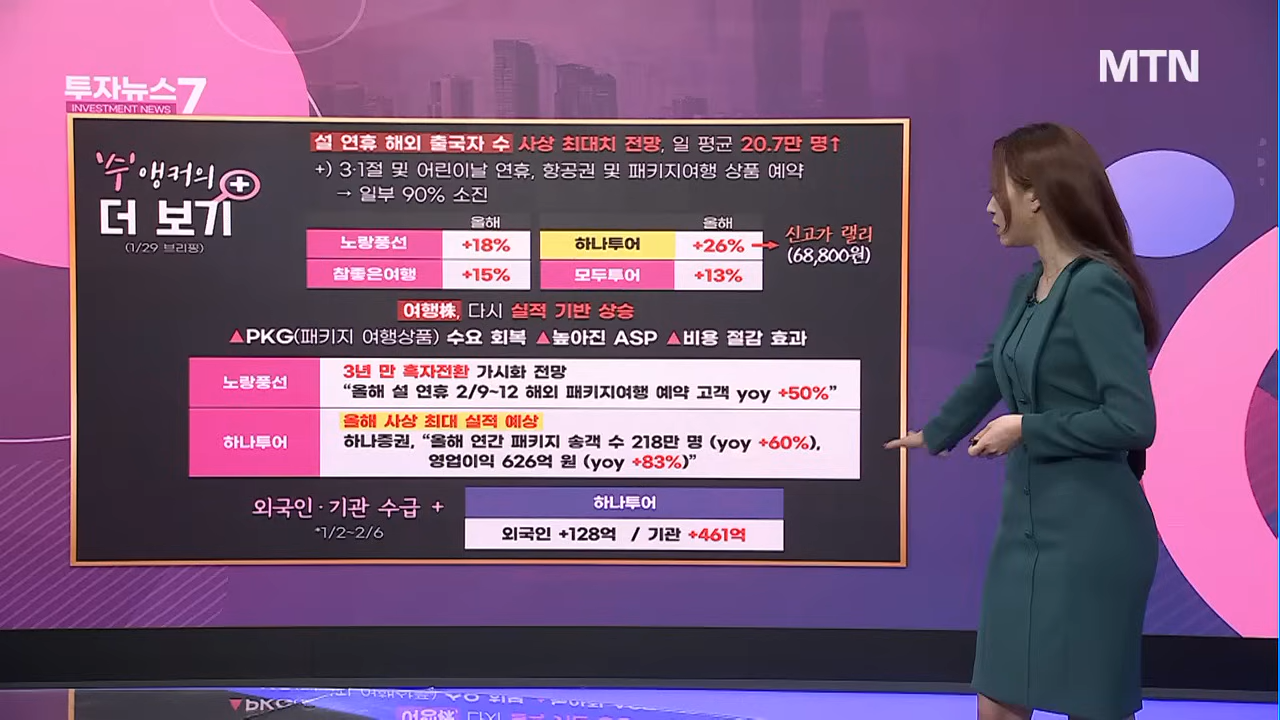 투자뉴스7
INVESTMENT NEWS
MTN
'수' 앵커의
더 보기
(1/29 브리핑)
설 연휴 해외 출국자 수 사상 최대치 전망, 일 평균 20.7만 명↑
+) 3·1절 및 어린이날 연휴, 항공권 및 패키지여행 상품 예약
→ 일부 90% 소진
올해 올해
노랑풍선 +18% 하나투어 +26% → 신고가 랠리
(68,800원)
참좋은여행 +15% 모두투어 +13%
여행株, 다시 실적 기반 상승
▲PKG(패키지 여행상품) 수요 회복 ▲높아진 ASP ▲비용 절감 효과
노랑풍선
3년 만 흑자전환 가시화 전망
“올해 설 연휴 2/9~12 해외 패키지여행 예약 고객 yoy +50%”
하나투어
올해 사상 최대 실적 예상
하나증권, “올해 연간 패키지 송객 수 218만 명 (yoy +60%),
영업이익 626억 원 (yoy +83%)”
외국인·기관 수급 +
*1/2~2/6
하나투어
외국인 +128억 / 기관 +461억